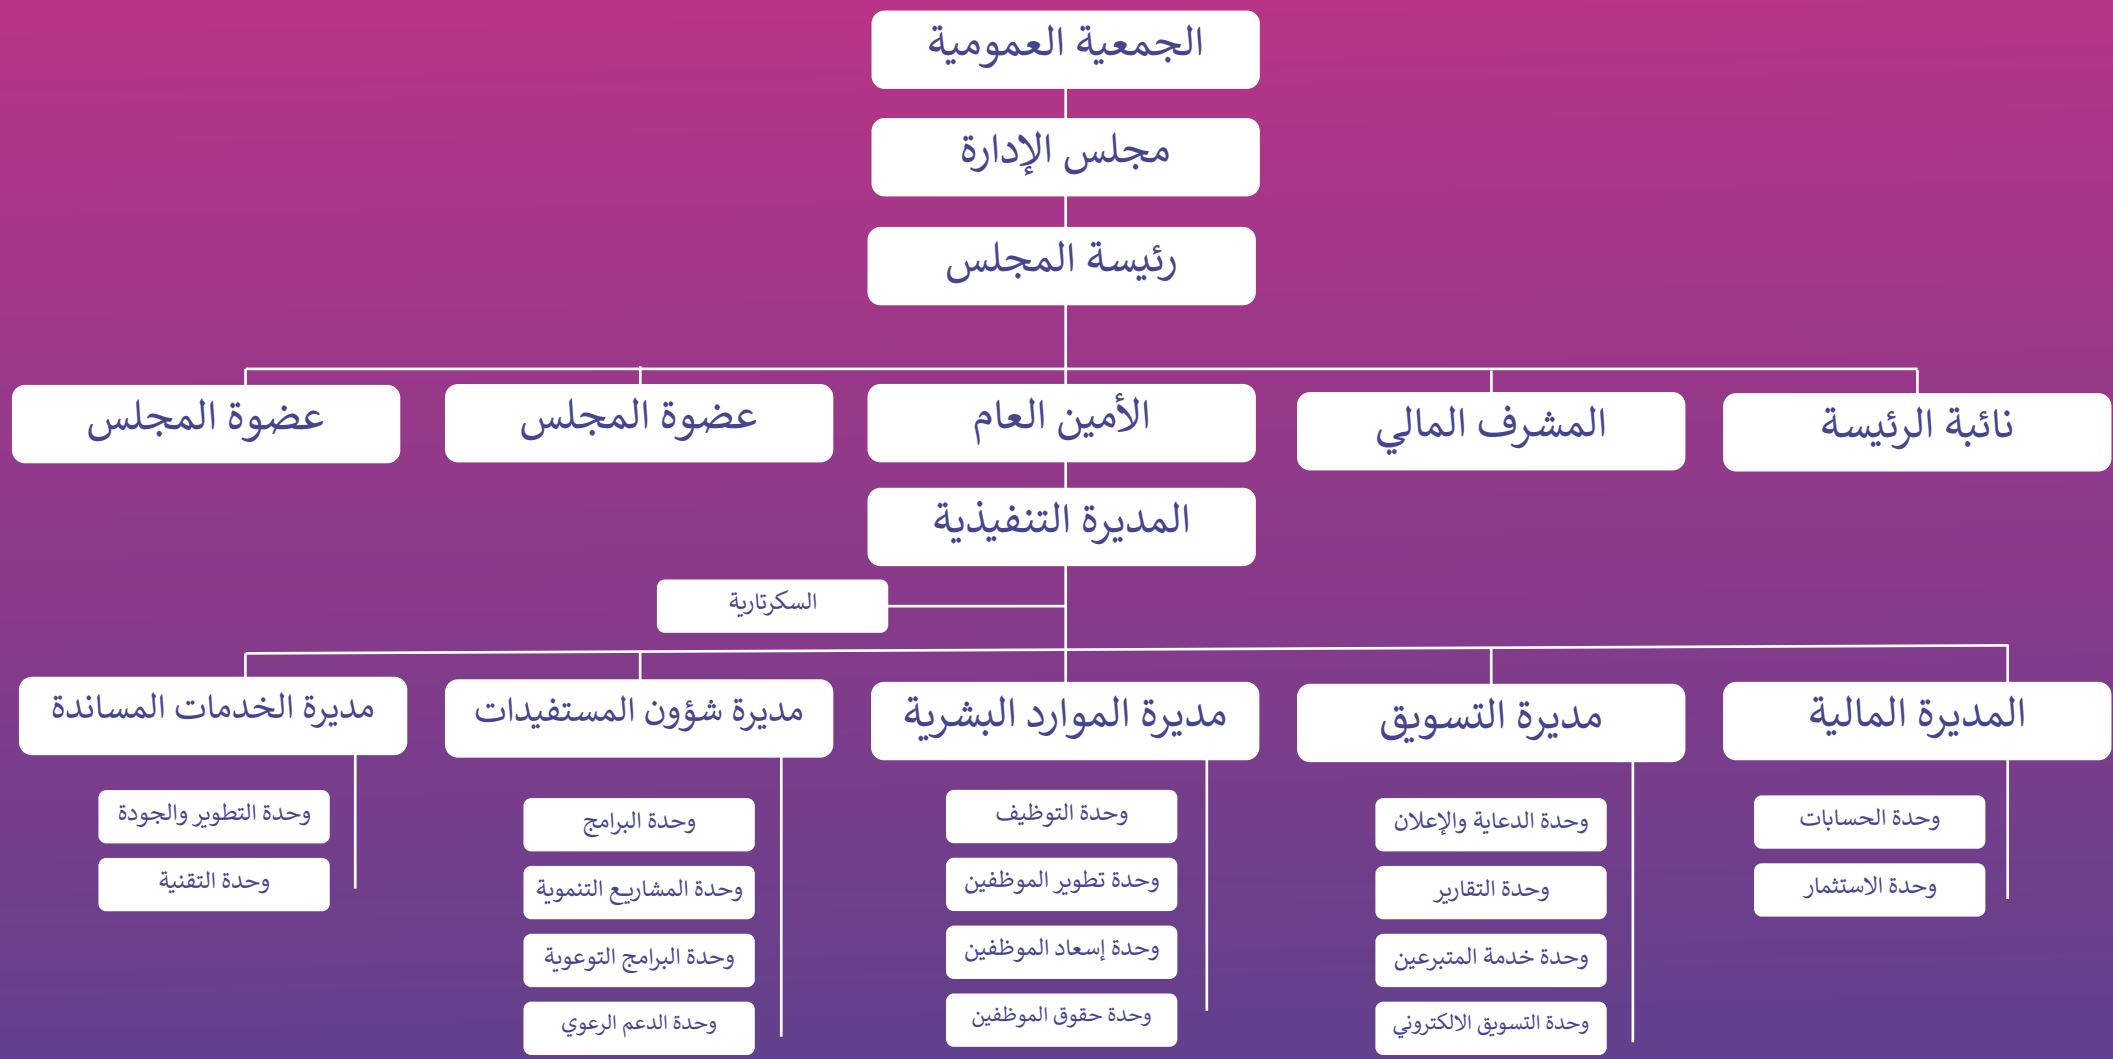 الجمعية العمومية
مجلس الإدارة
رئيسة المجلس
نائبة الرئيسة
المشرف المالي
الأمين العام
عضوة المجلس
عضوة المجلس
المديرة التنفيذية
السكرتارية
المديرة المالية
مديرة التسويق
مديرة الموارد البشرية
مديرة شؤون المستفيدات
مديرة الخدمات المساندة
وحدة الحسابات
وحدة الاستثمار
وحدة الدعاية والإعلان
وحدة التقارير
وحدة خدمة المتبرعين
وحدة التسويق الالكتروني
وحدة التوظيف
وحدة تطوير الموظفين
وحدة إسعاد الموظفين
وحدة حقوق الموظفين
وحدة البرامج
وحدة المشاريع التنموية
وحدة البرامج التوعوية
وحدة الدعم الرعوي
وحدة التطوير والجودة
وحدة التقنية